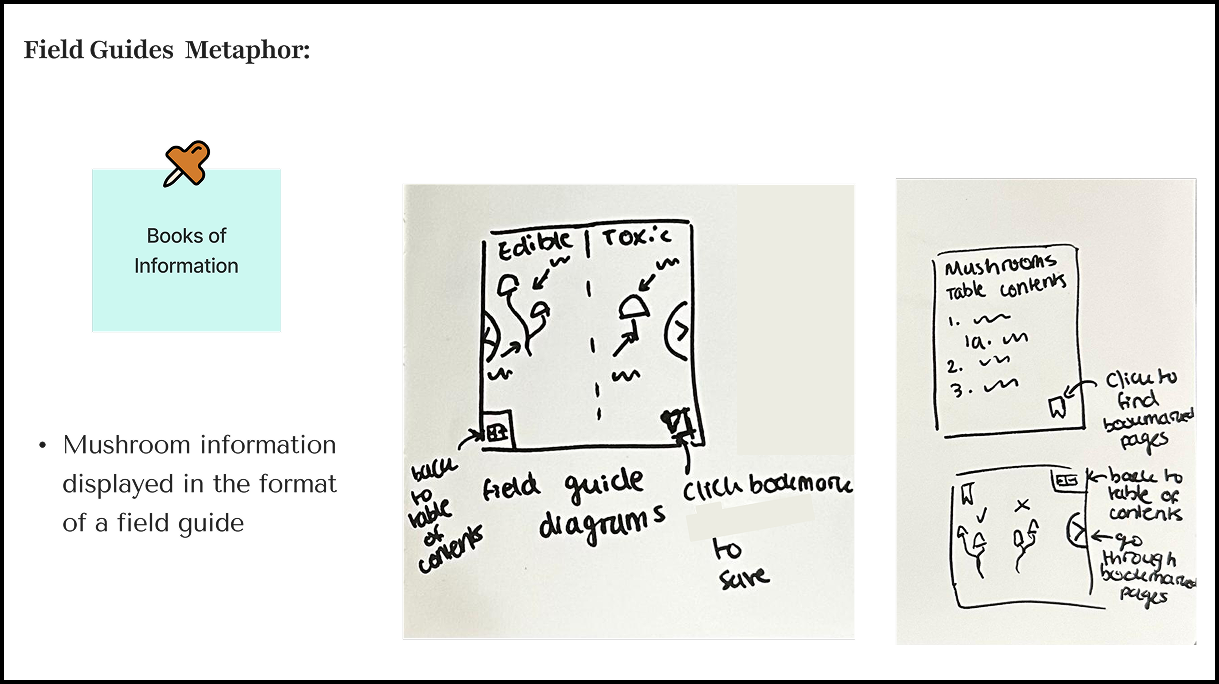 Field Guides Metaphor:
Books of
Information
• Mushroom information
displayed in the format
of a field guide
Edible | Toxic
back
to
table
of
contents
field guide
diagrams
Click bookmark
to
save
Mushrooms
Table contents
1.
1a.
2.
3.
Click to
find
bookmarked
pages
back to
table of
contents
go
through
bookmarked
pages